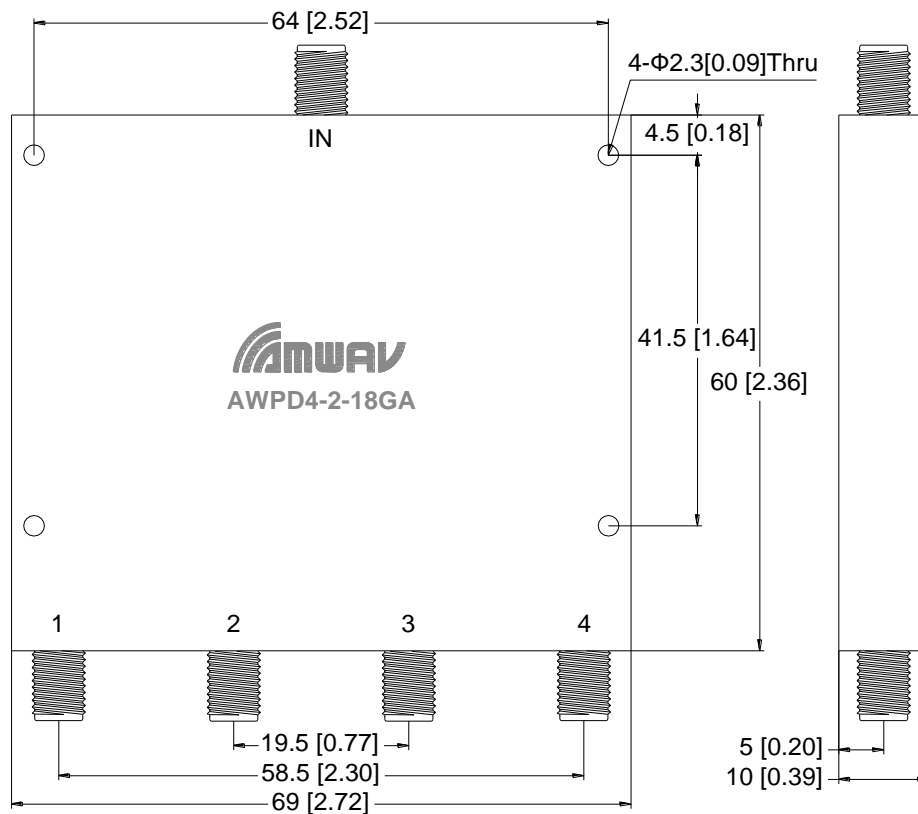 64 [2.52]
4-Φ2.3[0.09]Thru
4.5 [0.18]
IN
41.5 [1.64]
60 [2.36]
AMWAV
AWPD4-2-18GA
1 2 3 4
19.5 [0.77]
5 [0.20]
58.5 [2.30]
10 [0.39]
69 [2.72]